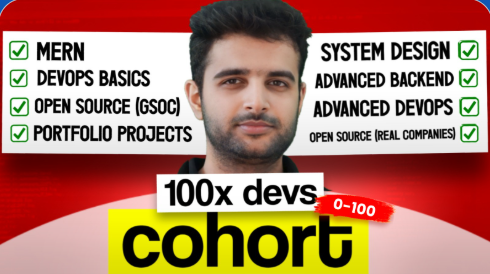 MERN
DEVOPS BASICS
OPEN SOURCE (GSOC)
PORTFOLIO PROJECTS
SYSTEM DESIGN
ADVANCED BACKEND
ADVANCED DEVOPS
OPEN SOURCE (REAL COMPANIES)
100x devs
0-100
cohort